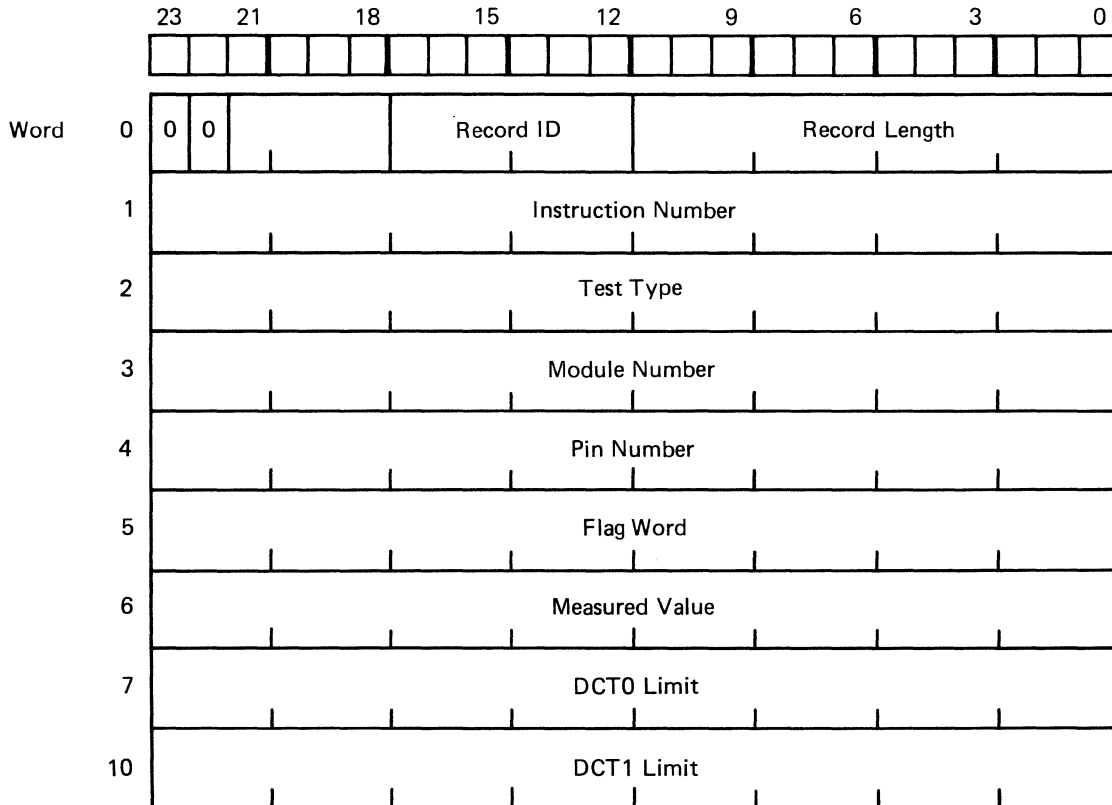 23 21 18 15 12 9 6 3 0
Word 0 0 0 Record ID Record Length
1 Instruction Number
2 Test Type
3 Module Number
4 Pin Number
5 Flag Word
6 Measured Value
7 DCT0 Limit
10 DCT1 Limit